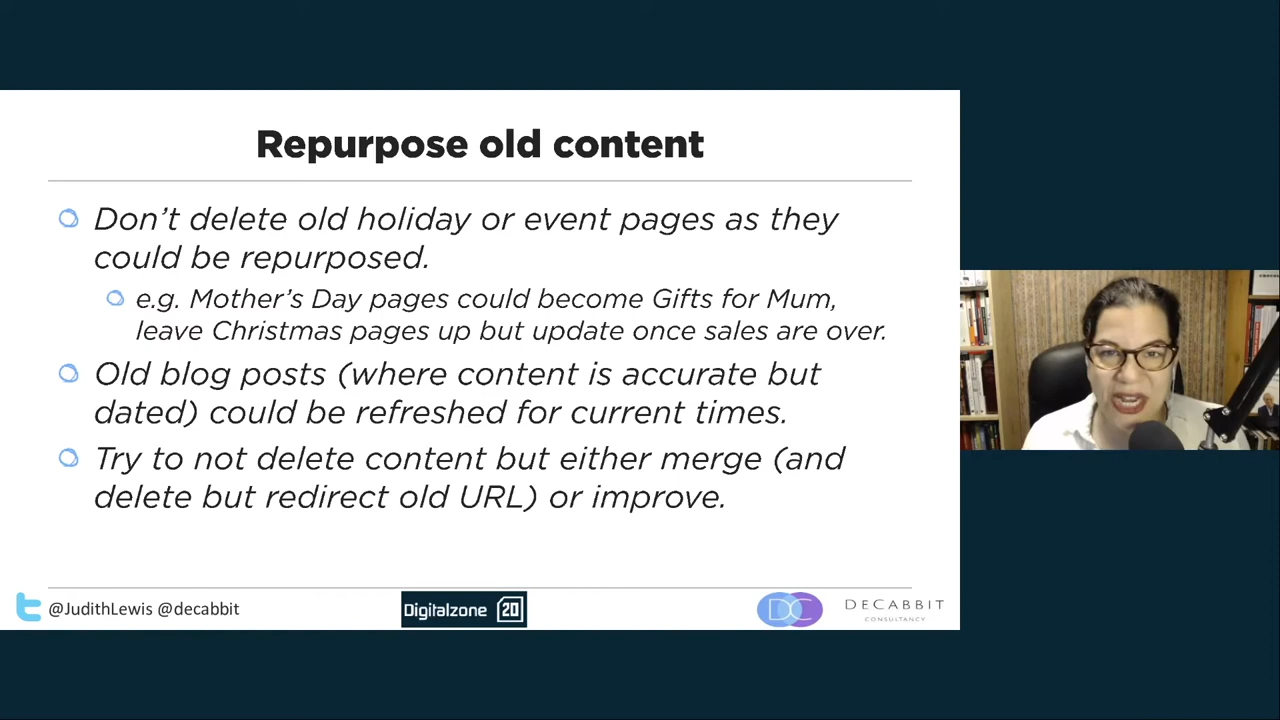 Repurpose old content
Don’t delete old holiday or event pages as they
could be repurposed.
e.g. Mother’s Day pages could become Gifts for Mum,
leave Christmas pages up but update once sales are over.
Old blog posts (where content is accurate but
dated) could be refreshed for current times.
Try to not delete content but either merge (and
delete but redirect old URL) or improve.
@JudithLewis @decabbit
Digitalzone 20
DC
DECABBIT
CONSULTANCY